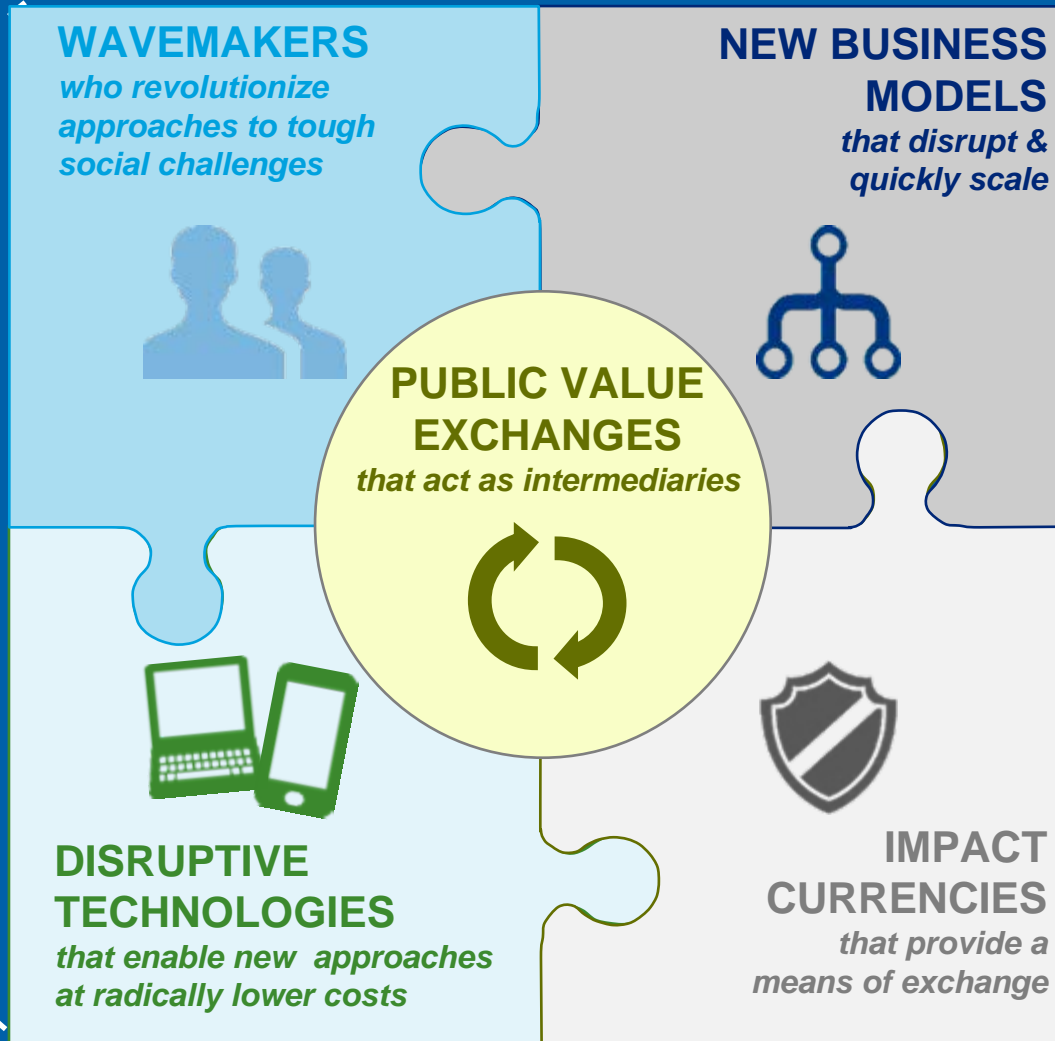 WAVEMAKERS
who revolutionize
approaches to tough
social challenges
NEW BUSINESS
MODELS
that disrupt &
quickly scale
PUBLIC VALUE
EXCHANGES
that act as intermediaries
DISRUPTIVE
TECHNOLOGIES
that enable new  approaches
at radically lower costs
IMPACT
CURRENCIES
that provide a
means of exchange